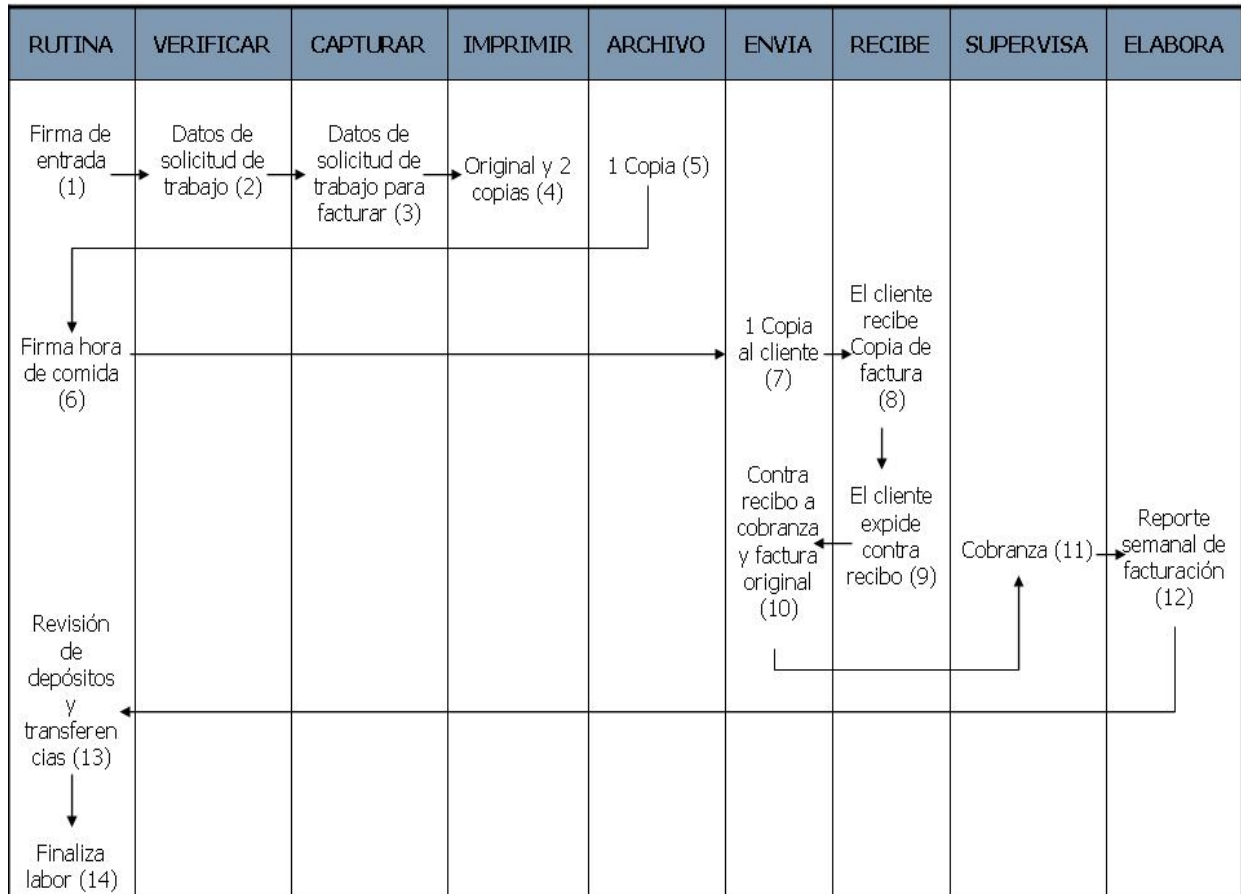 RUTINA VERIFICAR CAPTURAR IMPRIMIR ARCHIVO ENVIA RECIBE SUPERVISA ELABORA
Firma de
entrada
(1)
Datos de
solicitud de
trabajo (2)
Datos de
solicitud de
trabajo para
facturar (3)
Original y 2
copias (4)
1 Copia (5)
Firma hora
de comida
(6)
1 Copia
al cliente
(7)
El cliente
recibe
Copia de
factura
(8)
El cliente
expide
contra
recibo (9)
Contra
recibo a
cobranza
y factura
original
(10)
Cobranza (11)
Reporte
semanal de
facturación
(12)
Revisión
de
depósitos
y
transferen
cias (13)
Finaliza
labor (14)